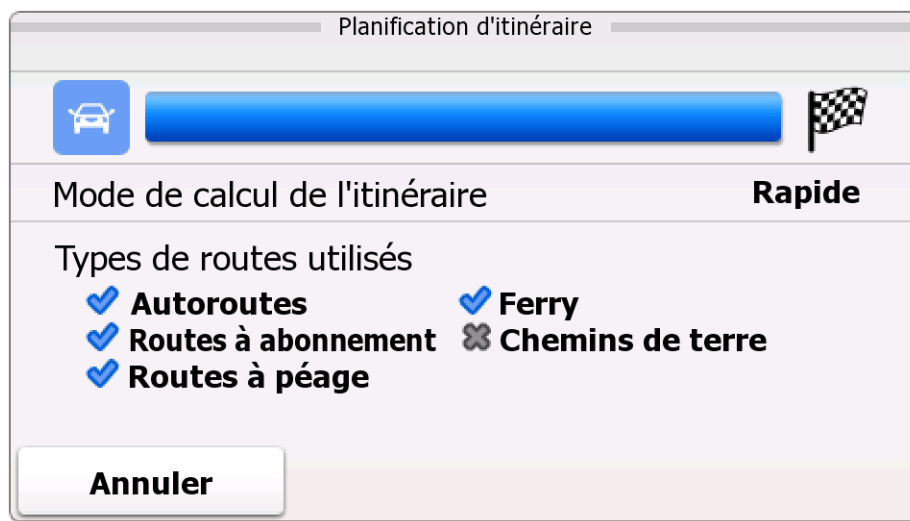 Planification d'itinéraire
Mode de calcul de l'itinéraire Rapide
Types de routes utilisés
Autoroutes Ferry
Routes à abonnement Chemins de terre
Routes à péage
Annuler